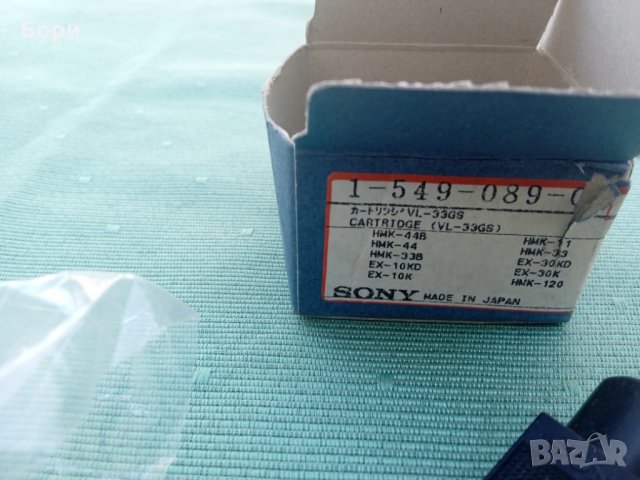 Бори
1-549-089-
カートリッジ VL-33GS
CARTRIDGE (VL-33GS)
HMK-44B HMK-11
HMK-44 HMK-33
HMK-33B EX-30KD
EX-10KD EX-30K
EX-10K HMK-120
SONY MADE IN JAPAN
BAZAR